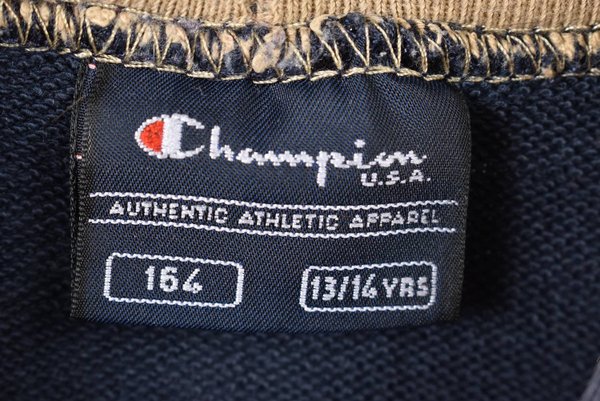 Champion
U.S.A.
AUTHENTIC ATHLETIC APPAREL
164
13/14 YRS